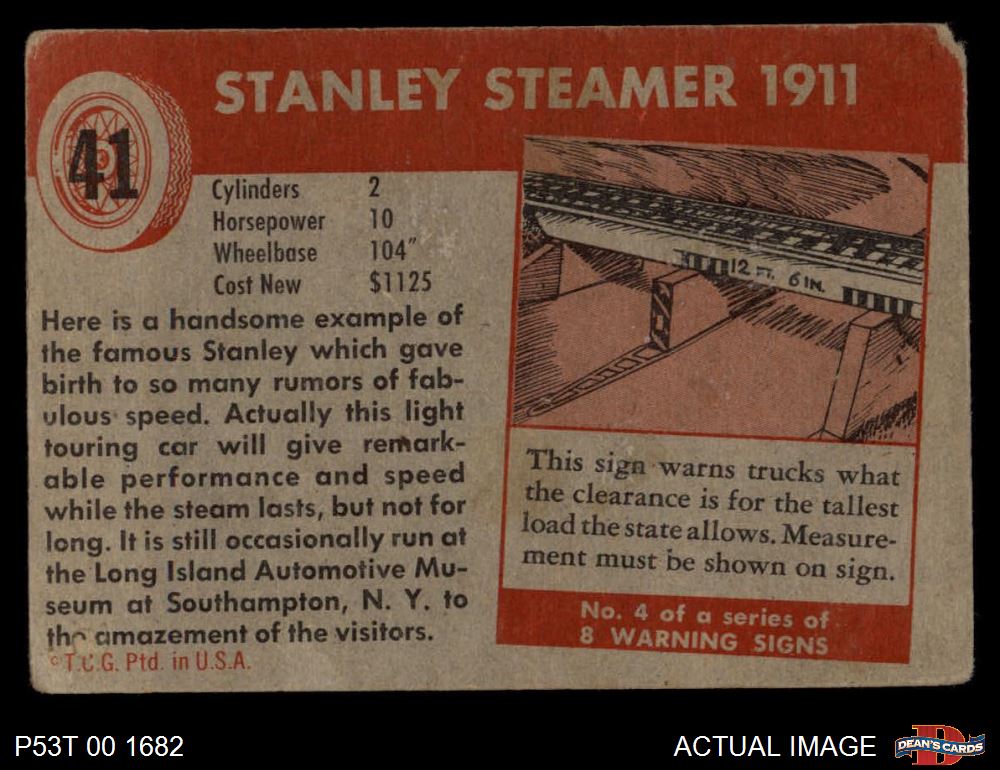 STANLEY STEAMER 1911
41
Cylinders 2
Horsepower 10
Wheelbase 104"
Cost New $1125
Here is a handsome example of
the famous Stanley which gave
birth to so many rumors of fab-
ulous speed. Actually this light
touring car will give remark-
able performance and speed
while the steam lasts, but not for
long. It is still occasionally run at
the Long Island Automotive Mu-
seum at Southampton, N. Y. to
the amazement of the visitors.
©T.C.G. Ptd. in U.S.A.
12 FT. 6 IN.
This sign warns trucks what
the clearance is for the tallest
load the state allows. Measure-
ment must be shown on sign.
No. 4 of a series of
8 WARNING SIGNS
P53T 00 1682
ACTUAL IMAGE
D
DEAN'S CARDS